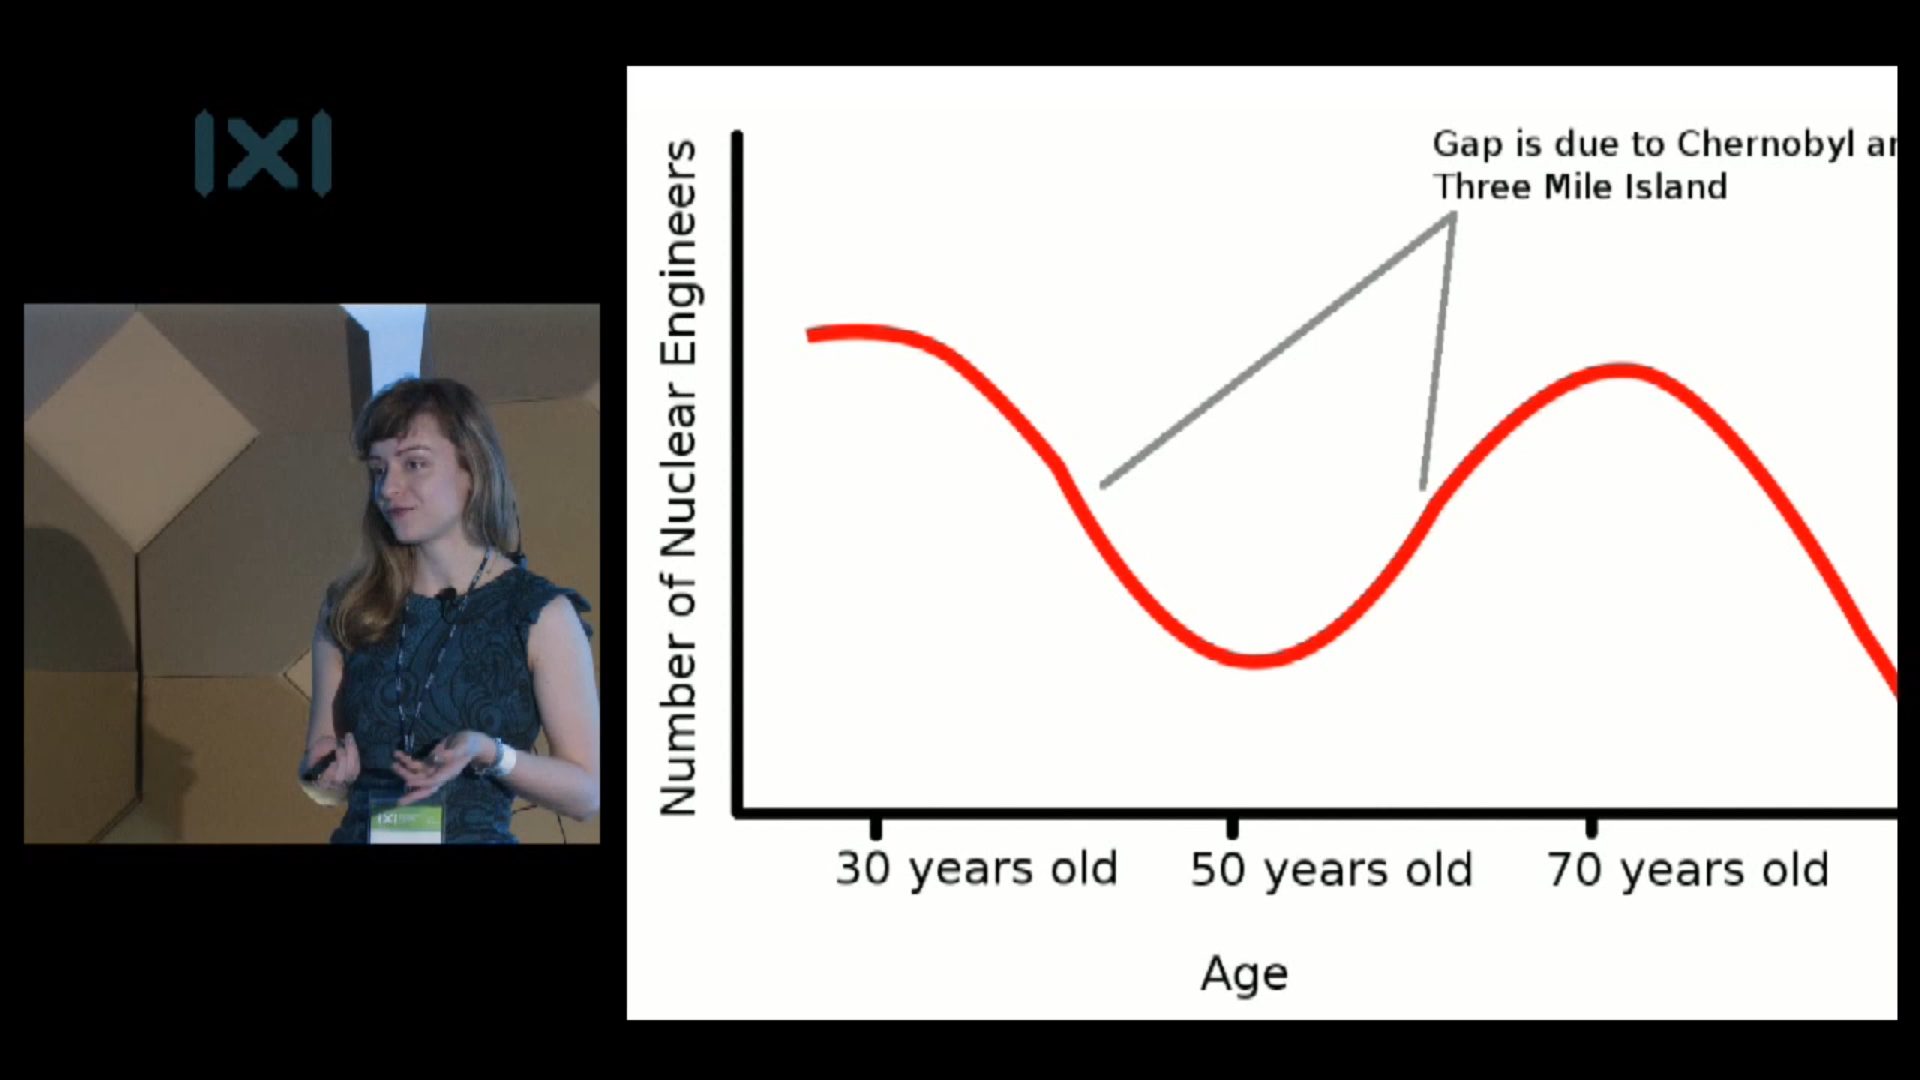 |X|
Gap is due to Chernobyl ar
Three Mile Island
Number of Nuclear Engineers
30 years old 50 years old 70 years old
Age
|X|